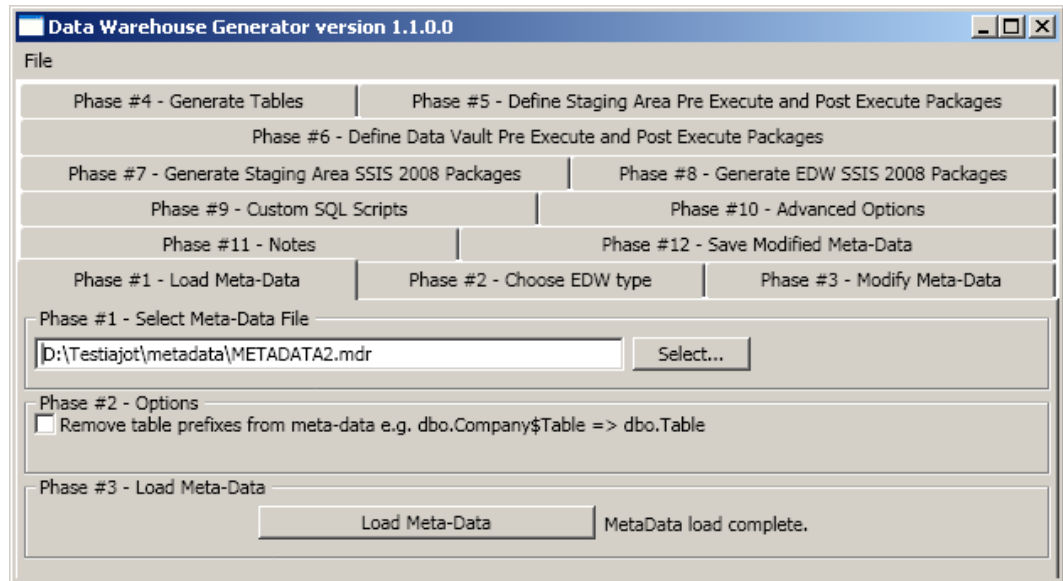 Data Warehouse Generator version 1.1.0.0
File
Phase #4 - Generate Tables
Phase #5 - Define Staging Area Pre Execute and Post Execute Packages
Phase #6 - Define Data Vault Pre Execute and Post Execute Packages
Phase #7 - Generate Staging Area SSIS 2008 Packages
Phase #8 - Generate EDW SSIS 2008 Packages
Phase #9 - Custom SQL Scripts
Phase #10 - Advanced Options
Phase #11 - Notes
Phase #12 - Save Modified Meta-Data
Phase #1 - Load Meta-Data
Phase #2 - Choose EDW type
Phase #3 - Modify Meta-Data
Phase #1 - Select Meta-Data File
D:\Testiajot\metadata\METADATA2.mdr
Select...
Phase #2 - Options
Remove table prefixes from meta-data e.g. dbo.Company$Table => dbo.Table
Phase #3 - Load Meta-Data
Load Meta-Data
MetaData load complete.